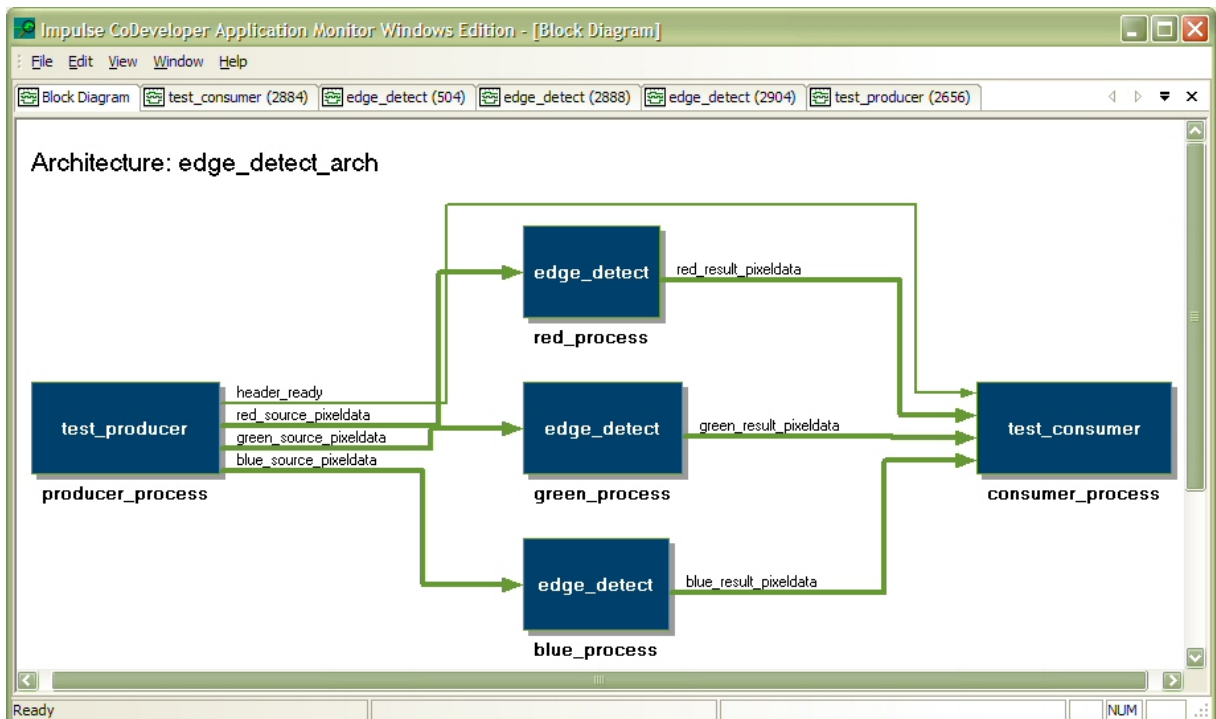 Impulse CoDeveloper Application Monitor Windows Edition - [Block Diagram]
File Edit View Window Help
Block Diagram test_consumer (2884) edge_detect (504) edge_detect (2888) edge_detect (2904) test_producer (2656)
Architecture: edge_detect_arch
edge_detect
red_result_pixeldata
red_process
header_ready
red_source_pixeldata
test_producer
green_source_pixeldata
blue_source_pixeldata
producer_process
edge_detect
green_result_pixeldata
green_process
test_consumer
consumer_process
edge_detect
blue_result_pixeldata
blue_process
Ready NUM